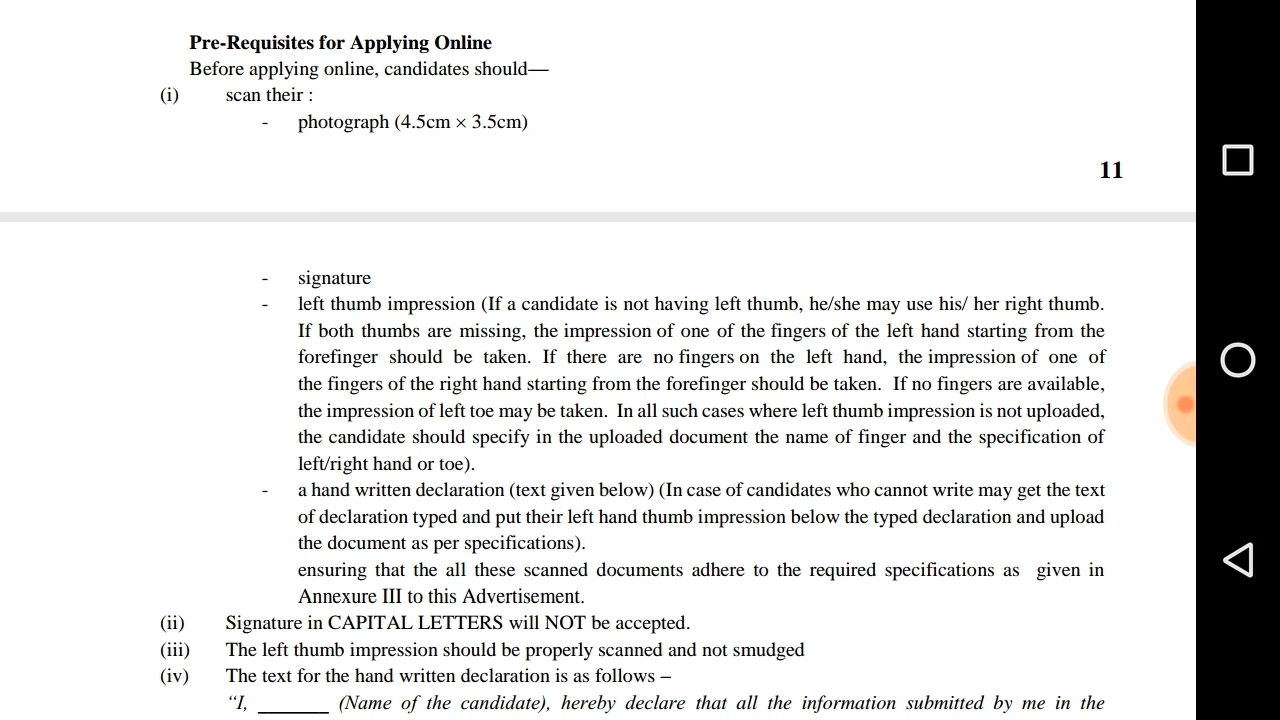 Pre-Requisites for Applying Online
Before applying online, candidates should—
(i) scan their :
- photograph (4.5cm × 3.5cm)
11
- signature
- left thumb impression (If a candidate is not having left thumb, he/she may use his/ her right thumb.
If both thumbs are missing, the impression of one of the fingers of the left hand starting from the
forefinger should be taken. If there are no fingers on the left hand, the impression of one of
the fingers of the right hand starting from the forefinger should be taken. If no fingers are available,
the impression of left toe may be taken. In all such cases where left thumb impression is not uploaded,
the candidate should specify in the uploaded document the name of finger and the specification of
left/right hand or toe).
- a hand written declaration (text given below) (In case of candidates who cannot write may get the text
of declaration typed and put their left hand thumb impression below the typed declaration and upload
the document as per specifications).
ensuring that the all these scanned documents adhere to the required specifications as given in
Annexure III to this Advertisement.
(ii) Signature in CAPITAL LETTERS will NOT be accepted.
(iii) The left thumb impression should be properly scanned and not smudged
(iv) The text for the hand written declaration is as follows –
“I, _______ (Name of the candidate), hereby declare that all the information submitted by me in the